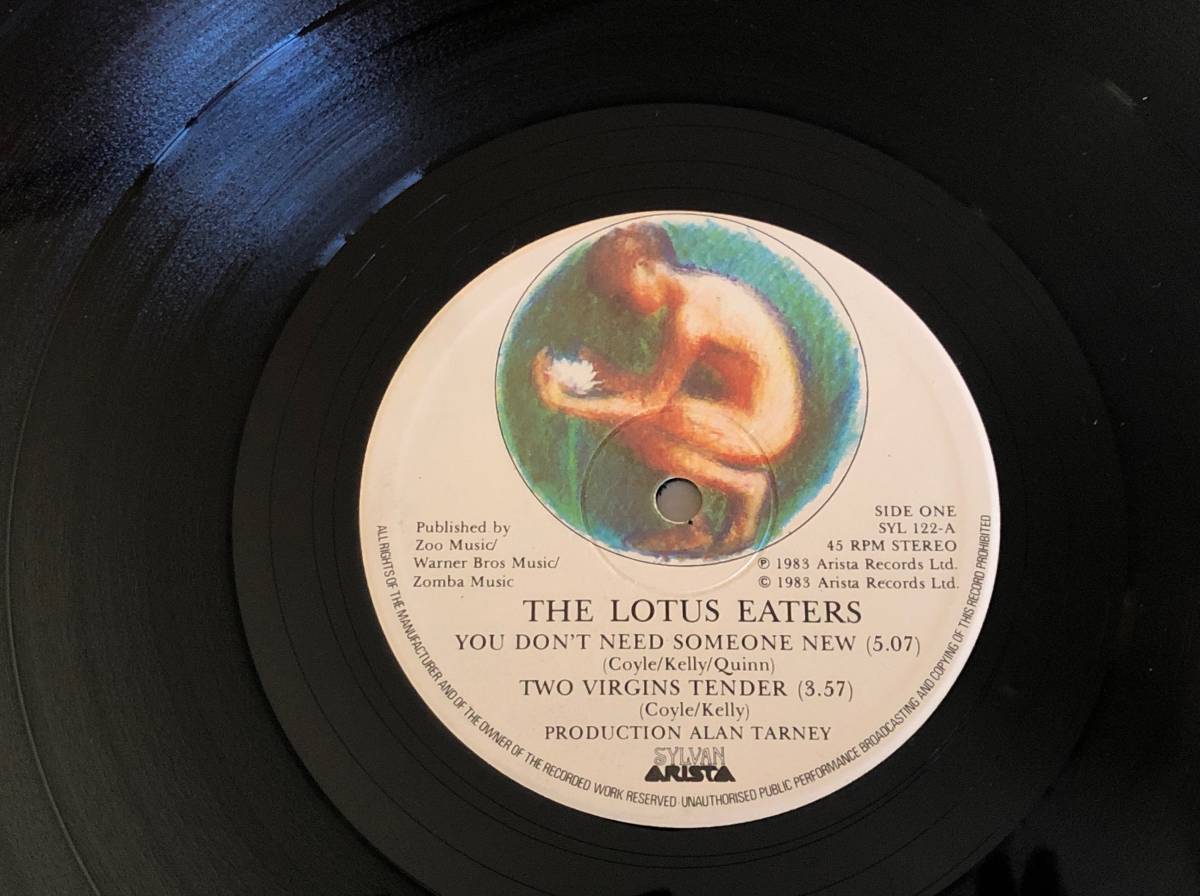 Published by
Zoo Music/
Warner Bros Music/
Zomba Music
SIDE ONE
SYL 122-A
45 RPM STEREO
℗ 1983 Arista Records Ltd.
© 1983 Arista Records Ltd.
THE LOTUS EATERS
YOU DON'T NEED SOMEONE NEW (5.07)
(Coyle/Kelly/Quinn)
TWO VIRGINS TENDER (3.57)
(Coyle/Kelly)
PRODUCTION ALAN TARNEY
SYLVAN
ARISTA
ALL RIGHTS OF THE MANUFACTURER AND OF THE OWNER OF THE RECORDED WORK RESERVED · UNAUTHORISED PUBLIC PERFORMANCE BROADCASTING AND COPYING OF THIS RECORD PROHIBITED